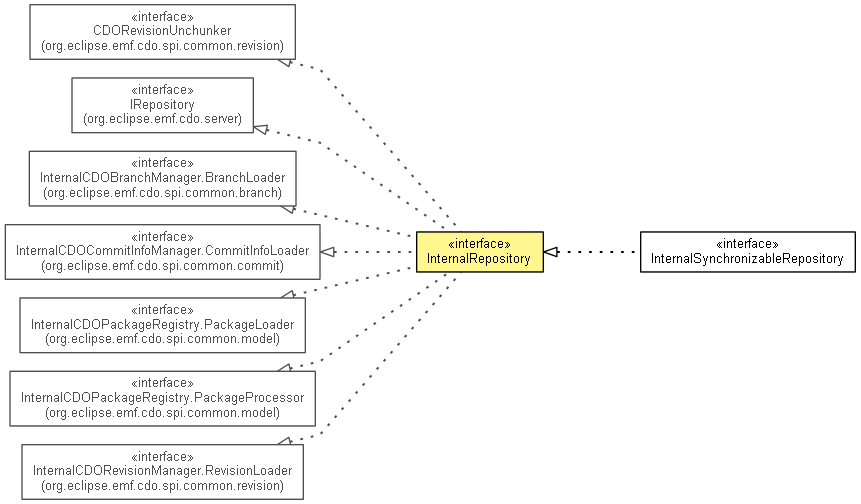 «interface»
CDORevisionUnchunker
(org.eclipse.emf.cdo.spi.common.revision)
«interface»
IRepository
(org.eclipse.emf.cdo.server)
«interface»
InternalCDOBranchManager.BranchLoader
(org.eclipse.emf.cdo.spi.common.branch)
«interface»
InternalCDOCommitInfoManager.CommitInfoLoader
(org.eclipse.emf.cdo.spi.common.commit)
«interface»
InternalCDOPackageRegistry.PackageLoader
(org.eclipse.emf.cdo.spi.common.model)
«interface»
InternalCDOPackageRegistry.PackageProcessor
(org.eclipse.emf.cdo.spi.common.model)
«interface»
InternalCDORevisionManager.RevisionLoader
(org.eclipse.emf.cdo.spi.common.revision)
«interface»
InternalRepository
«interface»
InternalSynchronizableRepository